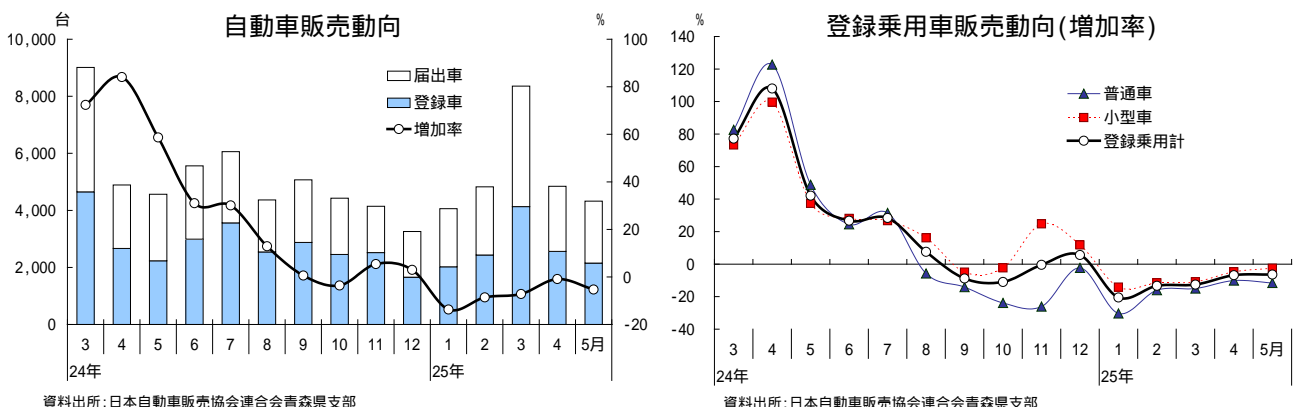 自動車販売動向
台
%
10,000
8,000
6,000
4,000
2,000
0
100
80
60
40
20
0
-20
届出車
登録車
増加率
3 4 5 6 7 8 9 10 11 12 1 2 3 4 5月
24年 25年
資料出所:日本自動車販売協会連合会青森県支部
登録乗用車販売動向(増加率)
%
140
120
100
80
60
40
20
0
-20
-40
普通車
小型車
登録乗用計
3 4 5 6 7 8 9 10 11 12 1 2 3 4 5月
24年 25年
資料出所:日本自動車販売協会連合会青森県支部